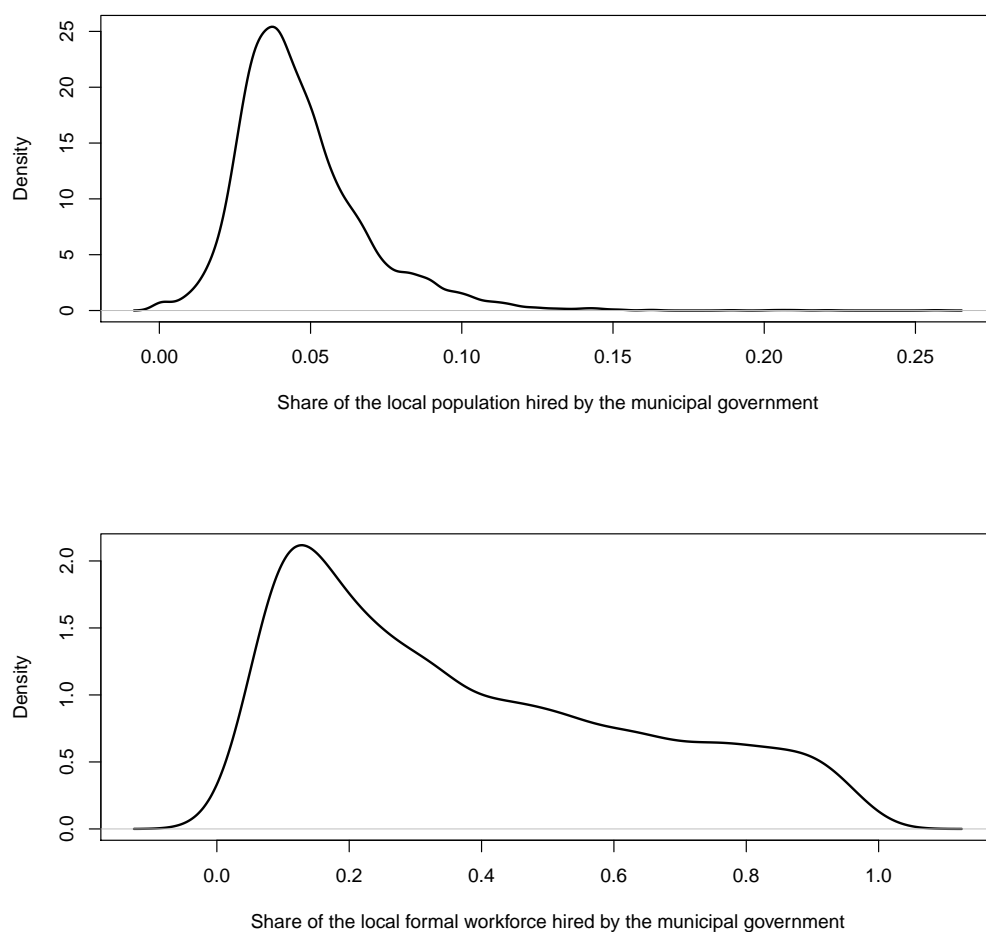 25
20
15
10
5
0
Density
0.00 0.05 0.10 0.15 0.20 0.25
Share of the local population hired by the municipal government
2.0
1.5
1.0
0.5
0.0
Density
0.0 0.2 0.4 0.6 0.8 1.0
Share of the local formal workforce hired by the municipal government